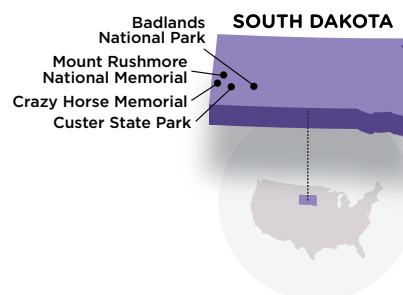 SOUTH DAKOTA
Badlands
National Park
Mount Rushmore
National Memorial
Crazy Horse Memorial
Custer State Park